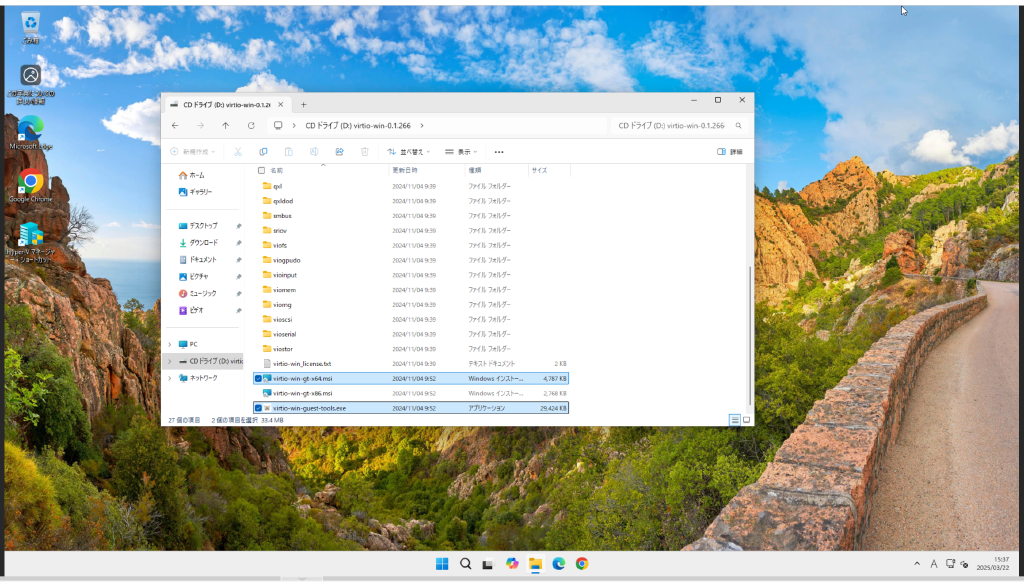 ごみ箱
Microsoft Edge
Google Chrome
CD ドライブ (D:) virtio-win-0.1.26
CD ドライブ (D:) virtio-win-0.1.266
CD ドライブ (D:) virtio-win-0.1.266
新規作成
並べ替え
表示
詳細
ホーム
ギャラリー
デスクトップ
ダウンロード
ドキュメント
ピクチャ
ミュージック
ビデオ
PC
CD ドライブ (D:) virtic
ネットワーク
名前 更新日時 種類 サイズ
qxl 2024/11/04 9:39 ファイル フォルダー
qxldod 2024/11/04 9:39 ファイル フォルダー
smbus 2024/11/04 9:39 ファイル フォルダー
sriov 2024/11/04 9:39 ファイル フォルダー
viofs 2024/11/04 9:39 ファイル フォルダー
viogpudo 2024/11/04 9:39 ファイル フォルダー
vioinput 2024/11/04 9:39 ファイル フォルダー
viomem 2024/11/04 9:39 ファイル フォルダー
viorng 2024/11/04 9:39 ファイル フォルダー
vioscsi 2024/11/04 9:39 ファイル フォルダー
vioserial 2024/11/04 9:39 ファイル フォルダー
viostor 2024/11/04 9:39 ファイル フォルダー
virtio-win_license.txt 2024/11/04 9:39 テキスト ドキュメント 2 KB
virtio-win-gt-x64.msi 2024/11/04 9:52 Windows インストー... 4,787 KB
virtio-win-gt-x86.msi 2024/11/04 9:52 Windows インストー... 2,768 KB
virtio-win-guest-tools.exe 2024/11/04 9:52 アプリケーション 29,424 KB
27 個の項目 2 個の項目を選択 33.4 MB
A
15:37
2025/03/22